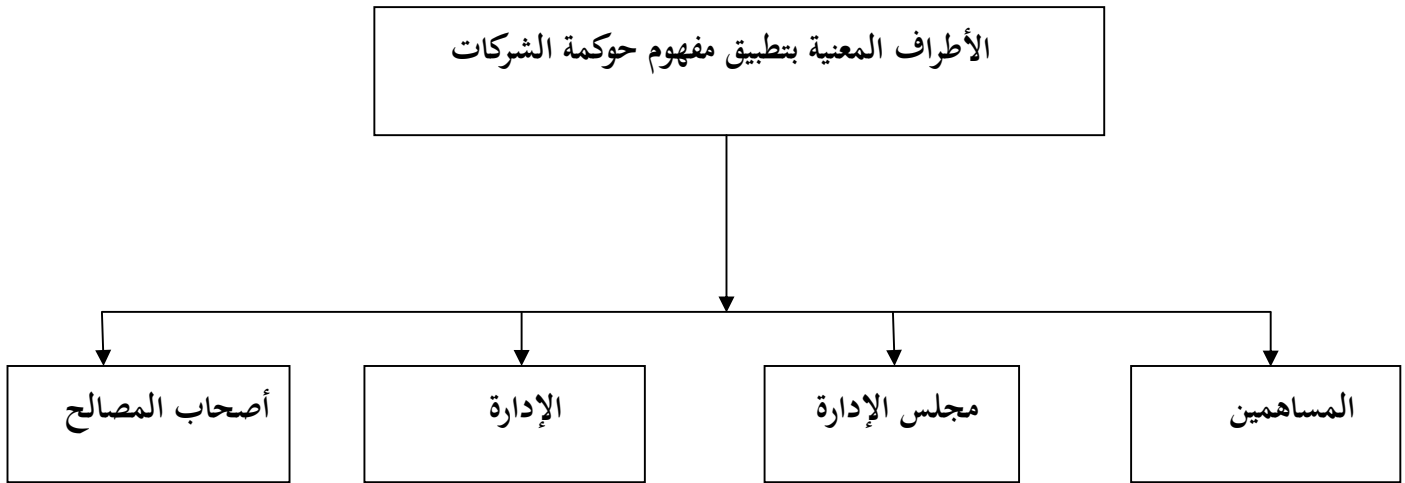 الأطراف المعنية بتطبيق مفهوم حوكمة الشركات
المساهمين
مجلس الإدارة
الإدارة
أصحاب المصالح